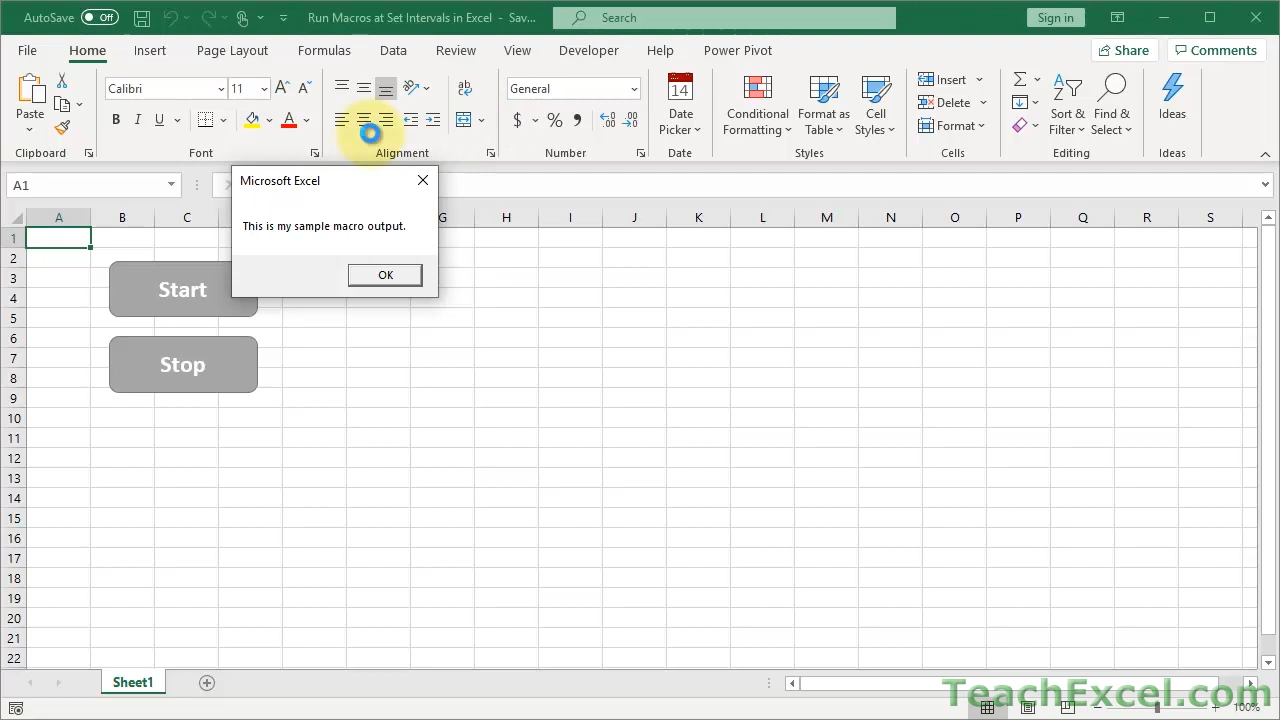 AutoSave Off Run Macros at Set Intervals in Excel - Sav... Search Sign in
File Home Insert Page Layout Formulas Data Review View Developer Help Power Pivot Share Comments
Calibri 11 General
Paste B I U A $ % Date Picker Conditional Formatting Format as Table Cell Styles Insert Delete Format Sort & Filter Find & Select Ideas
14
Clipboard Font Alignment Number Date Styles Cells Editing Ideas
A1
Microsoft Excel
This is my sample macro output.
OK
A B C G H I J K L M N O P Q R S
1
2
3
4
5
6
7
8
9
10
11
12
13
14
15
16
17
18
19
20
21
22
Start
Stop
Sheet1
TeachExcel.com
100%